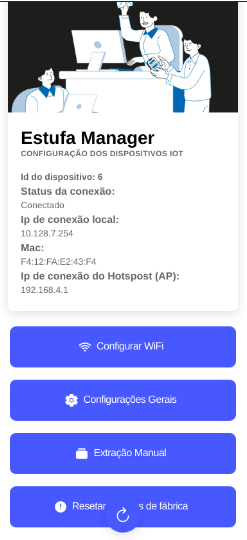 Estufa Manager
CONFIGURAÇÃO DOS DISPOSITIVOS IOT
Id do dispositivo: 6
Status da conexão:
Conectado
Ip de conexão local:
10.128.7.254
Mac:
F4:12:FA:E2:43:F4
Ip de conexão do Hotspost (AP):
192.168.4.1
Configurar WiFi
Configurações Gerais
Extração Manual
Resetar de fábrica